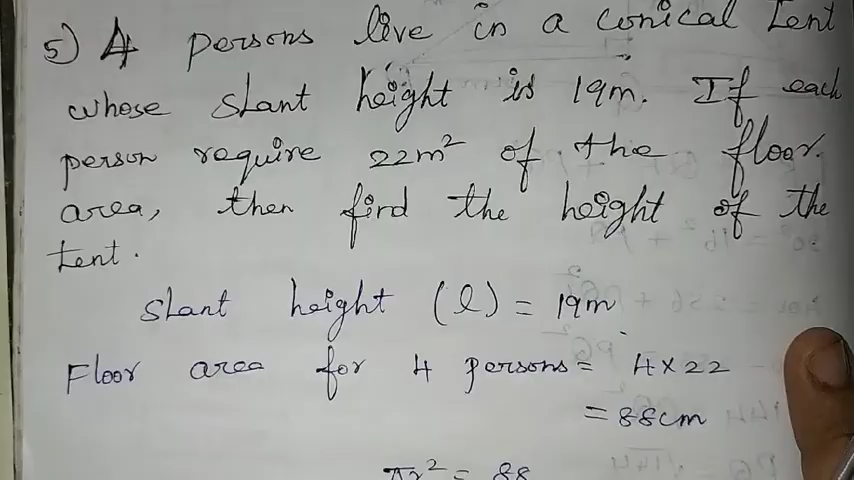 5) 4 persons live in a conical tent
whose slant height is 19m. If each
person require 22m² of the floor
area, then find the height of the
tent.
slant height (l) = 19m
Floor area for 4 persons = 4 x 22
= 88cm
πr² = 88